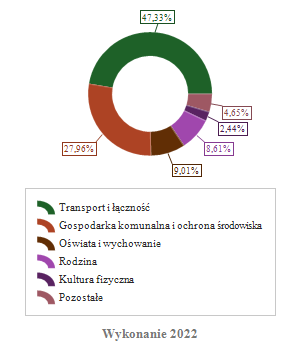 47,33%
4,65%
2,44%
27,96%
8,61%
9,01%
Transport i łączność
Gospodarka komunalna i ochrona środowiska
Oświata i wychowanie
Rodzina
Kultura fizyczna
Pozostałe
Wykonanie 2022